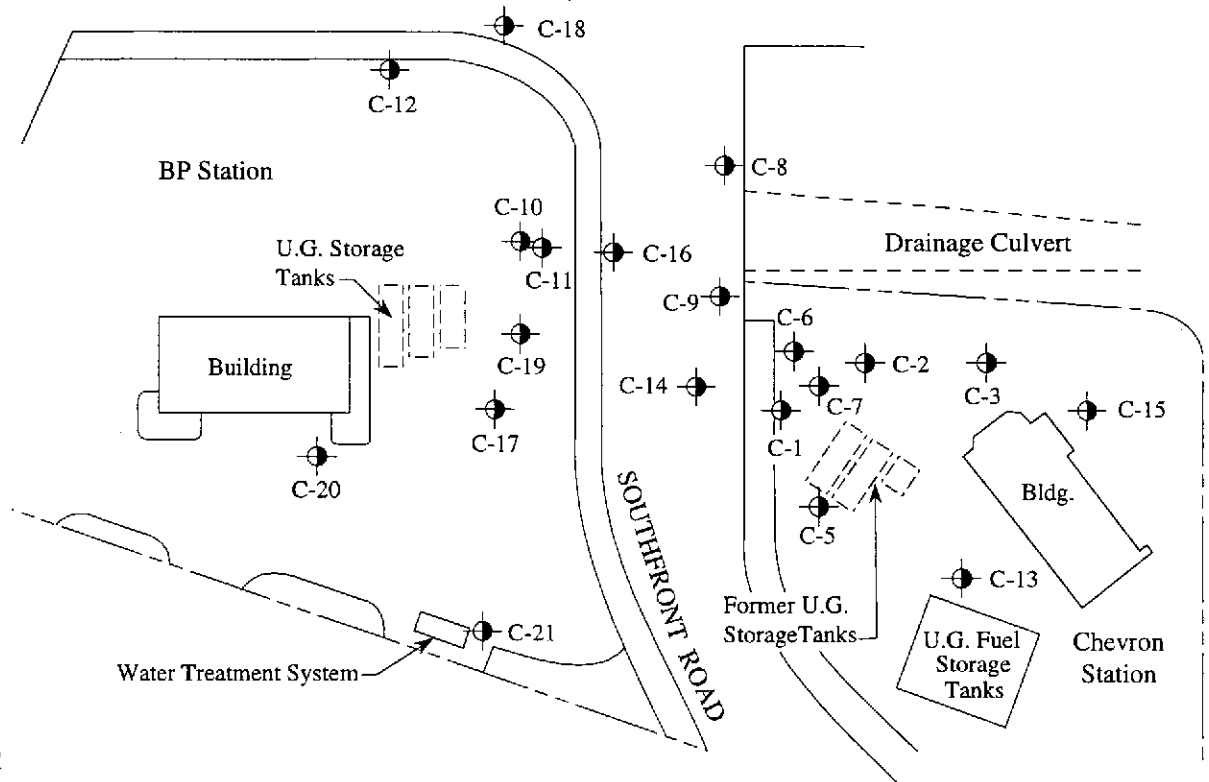 C-18
C-12
BP Station
C-8
C-10
U.G. Storage
Tanks
C-11
C-16
Drainage Culvert
C-9
C-6
Building
C-19
C-14
C-2
C-7
C-3
C-15
C-17
C-1
C-20
Bldg.
C-5
SOUTHFRONT ROAD
C-13
Former U.G.
StorageTanks
C-21
U.G. Fuel
Storage
Tanks
Chevron
Station
Water Treatment System